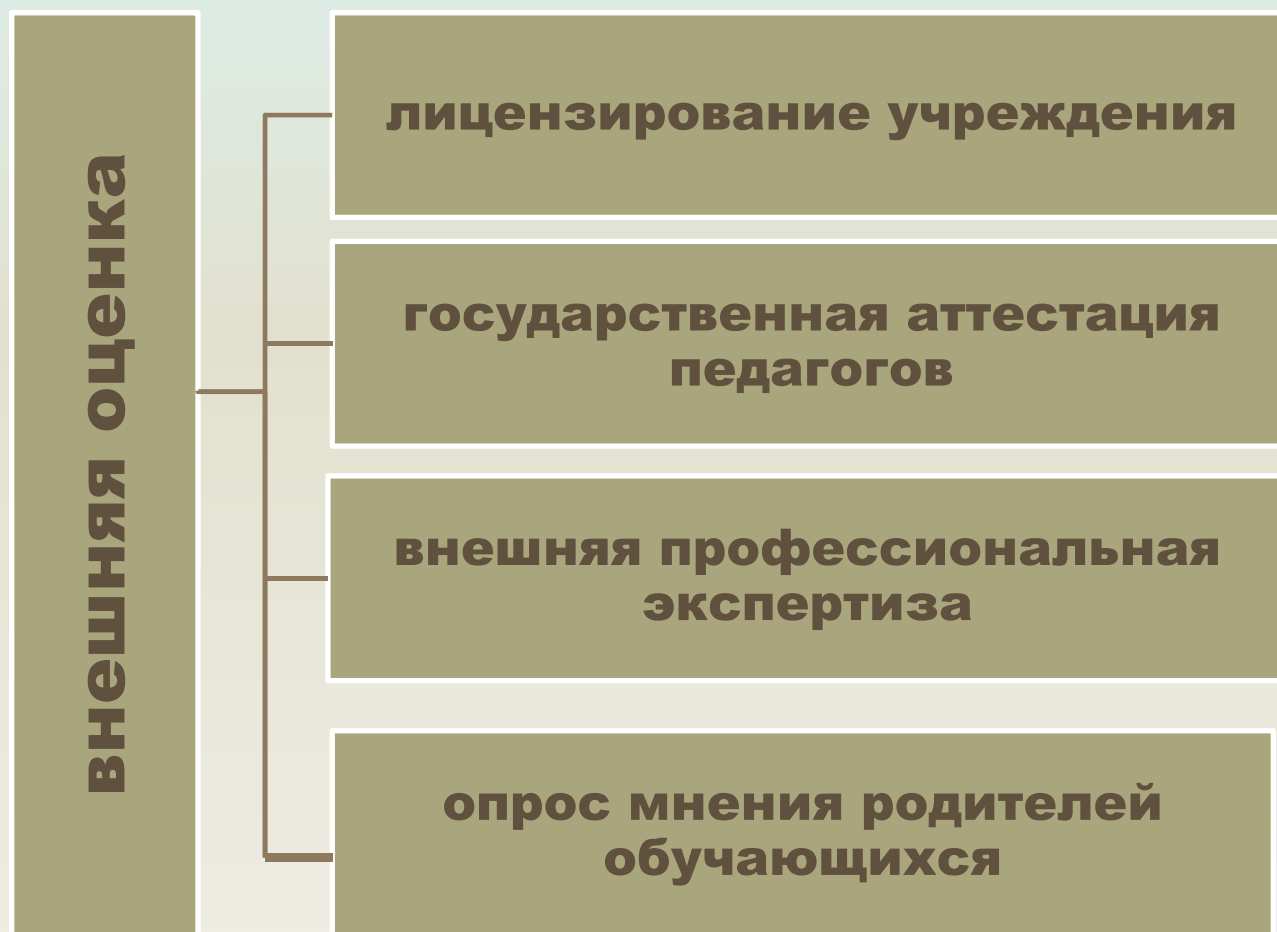 внешняя оценка
лицензирование учреждения
государственная аттестация
педагогов
внешняя профессиональная
экспертиза
опрос мнения родителей
обучающихся